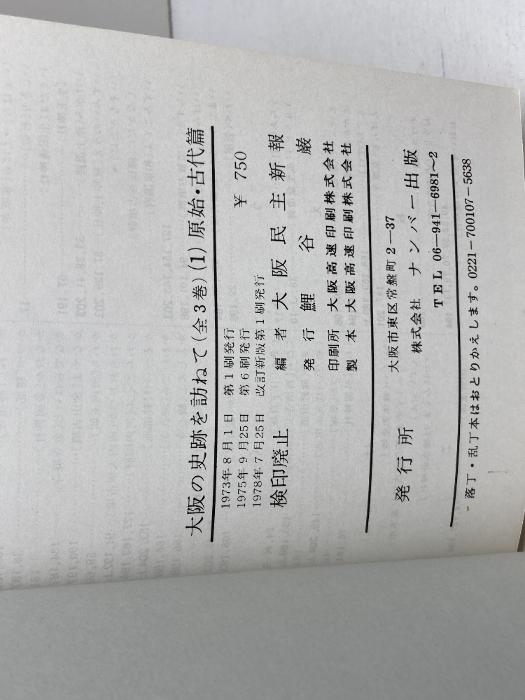 大阪の史跡を訪ねて(全3巻)(1)原始・古代篇
¥ 750
1973年8月1日 第1刷発行
1975年9月25日 第6刷発行
1978年7月25日 改訂新版第1刷発行
検印廃止
編者 大阪民主新報
発行 鯉谷 巌
印刷所 大阪高速印刷株式会社
製本 大阪高速印刷株式会社
発行所
大阪市東区常盤町2―37
株式会社 ナンバー出版
TEL 06―941―6981~2
落丁・乱丁本はおとりかえします。0221-700107-5638